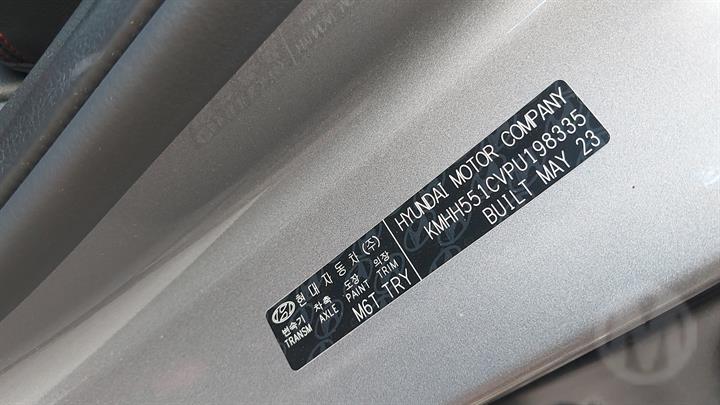 현대자동차(주)
변속기 차축 도장 의장
TRANSM AXLE PAINT TRIM
M6T TRY
HYUNDAI MOTOR COMPANY
KMHH551CVPU198335
BUILT MAY 23